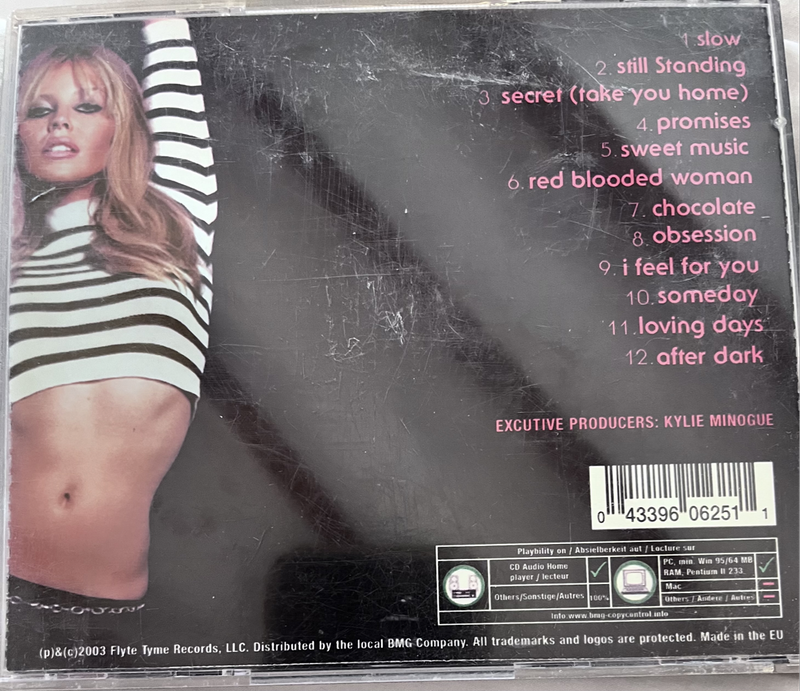 1 slow
2. still Standing
3 secret (take you home)
4. promises
5. sweet music
6. red blooded woman
7. chocolate
8. obsession
9. i feel for you
10. someday
11. loving days
12. after dark
EXCUTIVE PRODUCERS: KYLIE MINOGUE
0 43396 06251 1
Playbility on / Absielberkeit aut / Locture sur
CD Audio Home
player / lecteur
Others/Sonstige/Autres 100%
PC, min. Win 95/64 MB
RAM, Pentium II 233.
Mac
Others / Andere / Autres
Info www.bmg-copycontrol.info
(p)&(c)2003 Flyte Tyme Records, LLC. Distributed by the local BMG Company. All trademarks and logos are protected. Made in the EU